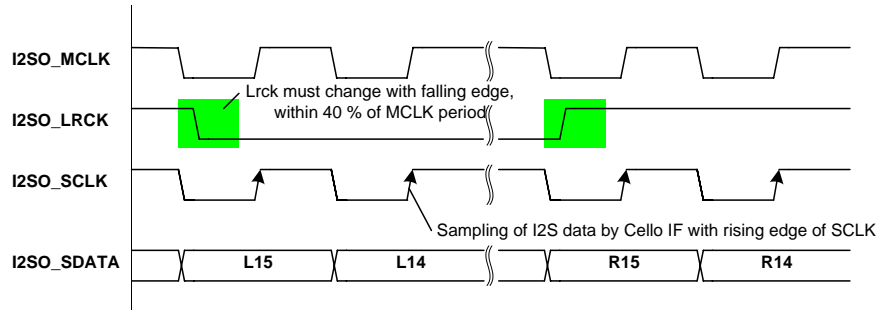 I2SO_MCLK
Lrck must change with falling edge,
within 40 % of MCLK period
I2SO_LRCK
I2SO_SCLK
Sampling of I2S data by Cello IF with rising edge of SCLK
I2SO_SDATA
L15
L14
R15
R14